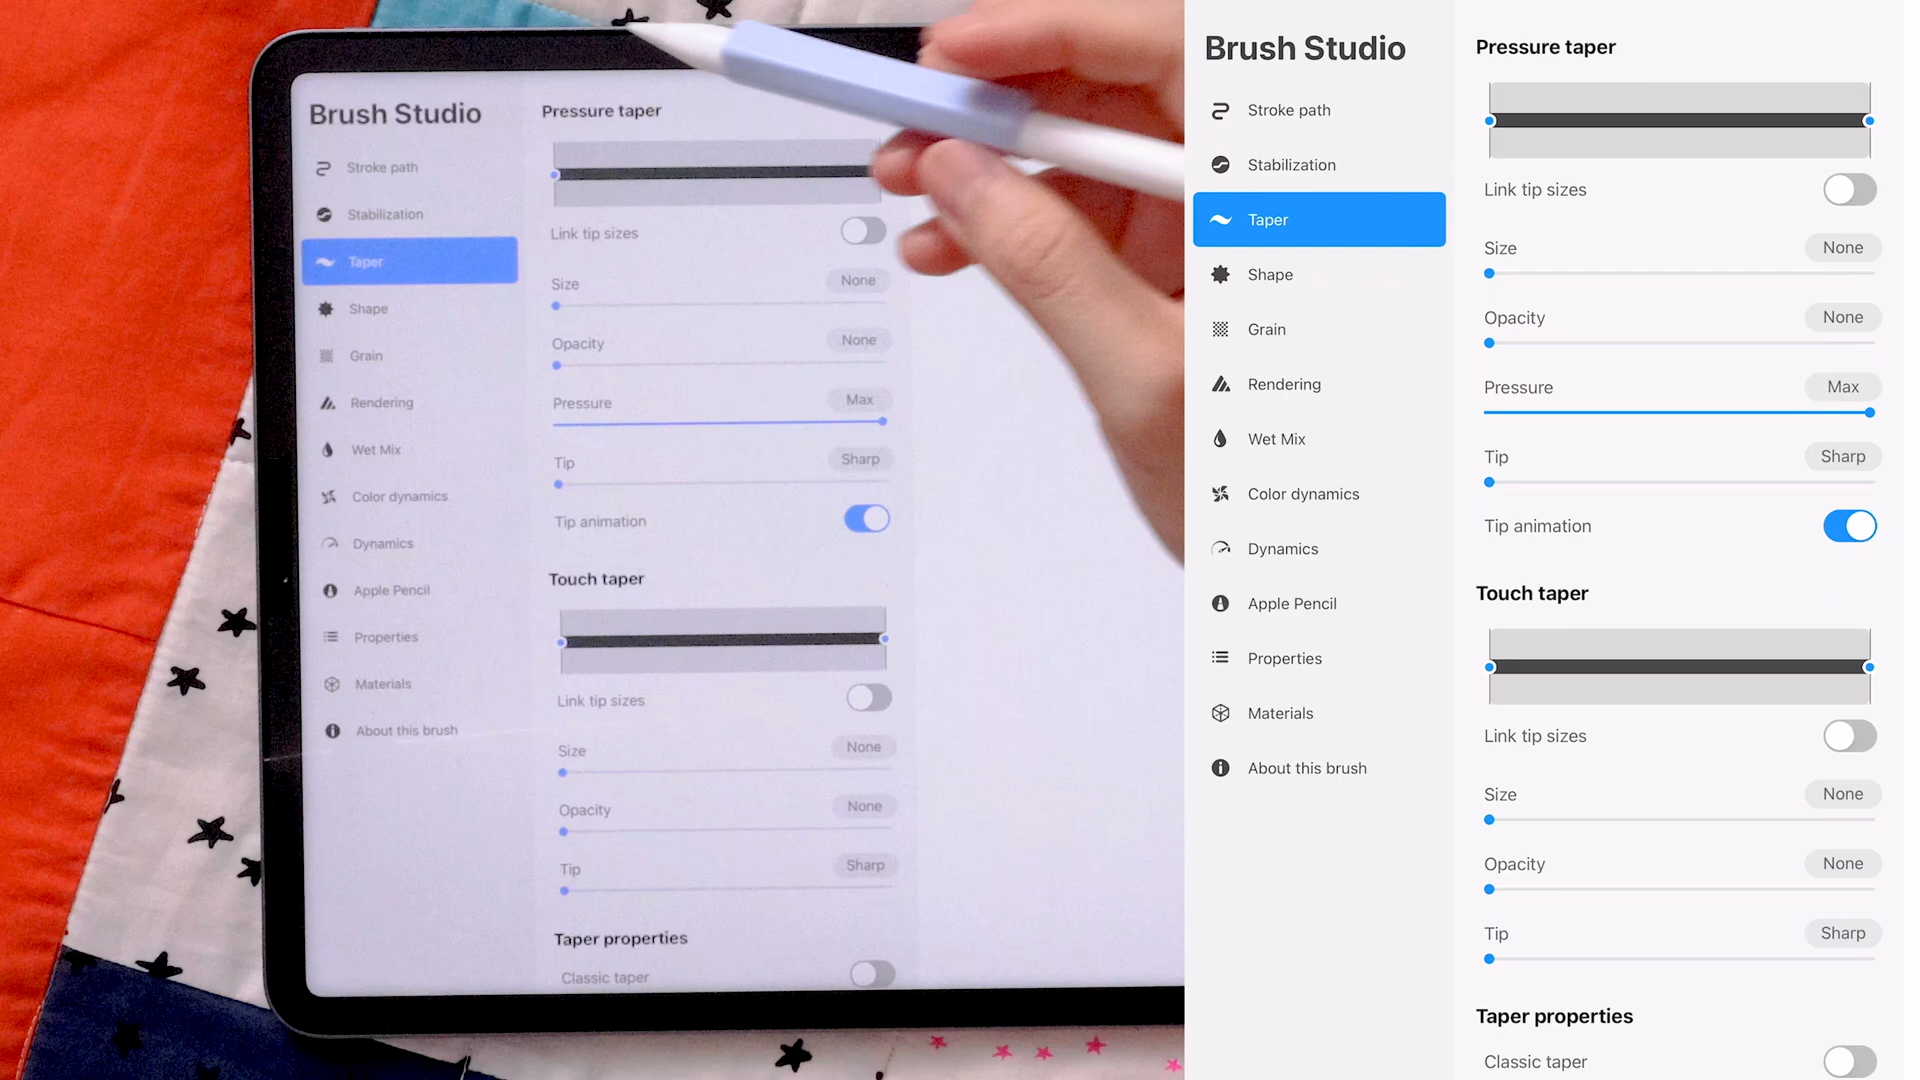 Brush Studio
Stroke path
Stabilization
Taper
Shape
Grain
Rendering
Wet Mix
Color dynamics
Dynamics
Apple Pencil
Properties
Materials
About this brush
Pressure taper
Link tip sizes
Size None
Opacity None
Pressure Max
Tip Sharp
Tip animation
Touch taper
Link tip sizes
Size None
Opacity None
Tip Sharp
Taper properties
Classic taper
Brush Studio
Stroke path
Stabilization
Taper
Shape
Grain
Rendering
Wet Mix
Color dynamics
Dynamics
Apple Pencil
Properties
Materials
About this brush
Pressure taper
Link tip sizes
Size None
Opacity None
Pressure Max
Tip Sharp
Tip animation
Touch taper
Link tip sizes
Size None
Opacity None
Tip Sharp
Taper properties
Classic taper